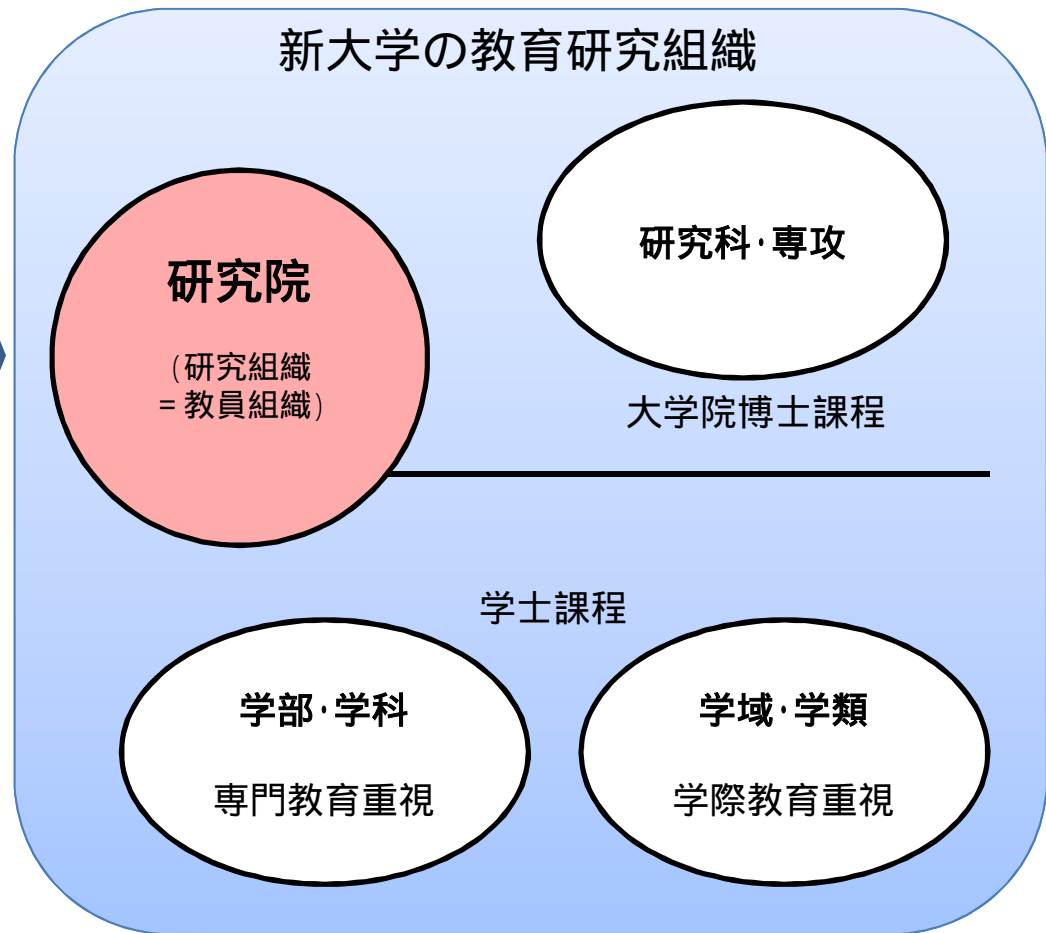 新大学の教育研究組織
研究院
(研究組織
=教員組織)
研究科・専攻
大学院博士課程
学士課程
学部・学科
専門教育重視
学域・学類
学際教育重視